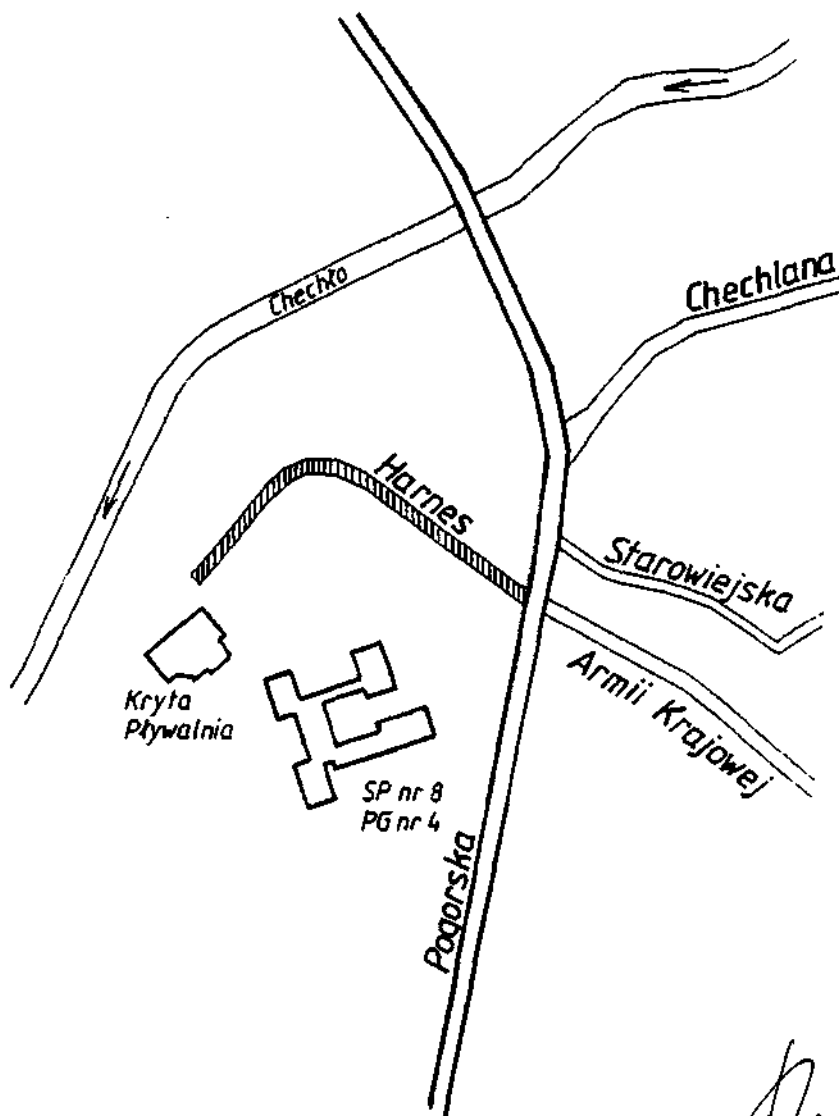 Chechło
Chechlana
Harnes
Starowiejska
Armii Krajowej
Kryta
Pływalnia
SP nr 8
PG nr 4
Pogorska